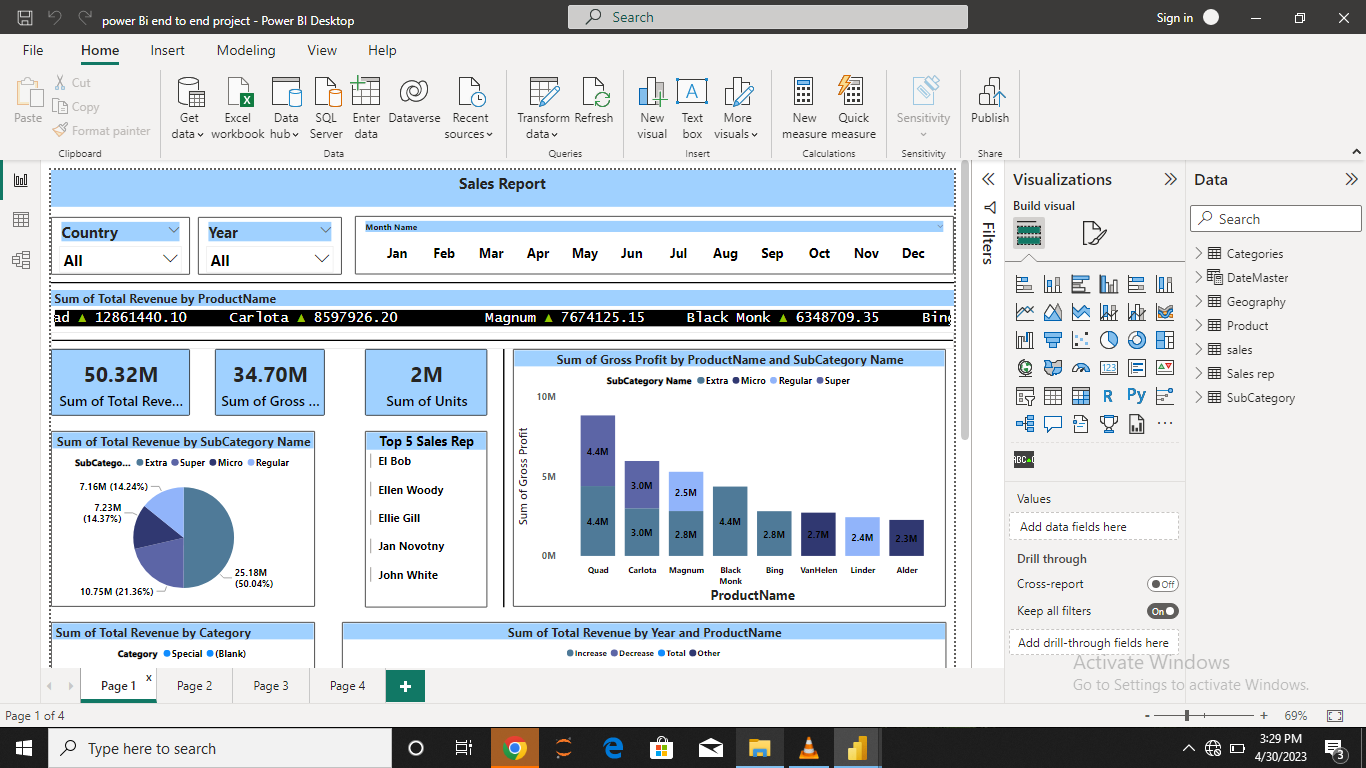 power Bi end to end project - Power BI Desktop
Search
Sign in
File Home Insert Modeling View Help
Paste
Cut
Copy
Format painter
Get data
Excel workbook
Data hub
SQL Server
Enter data
Dataverse
Recent sources
Transform data
Refresh
New visual
Text box
More visuals
New measure
Quick measure
Sensitivity
Publish
Clipboard
Data
Queries
Insert
Calculations
Sensitivity
Share
Sales Report
Country
All
Year
All
Month Name
Jan Feb Mar Apr May Jun Jul Aug Sep Oct Nov Dec
Sum of Total Revenue by ProductName
ad ▲ 12861440.10 Carlota ▲ 8597926.20 Magnum ▲ 7674125.15 Black Monk ▲ 6348709.35 Bing
50.32M
Sum of Total Reve...
34.70M
Sum of Gross ...
2M
Sum of Units
Sum of Total Revenue by SubCategory Name
SubCatego... Extra Super Micro Regular
7.16M (14.24%)
7.23M
(14.37%)
10.75M (21.36%)
25.18M
(50.04%)
Top 5 Sales Rep
El Bob
Ellen Woody
Ellie Gill
Jan Novotny
John White
Sum of Gross Profit by ProductName and SubCategory Name
SubCategory Name Extra Micro Regular Super
Sum of Gross Profit
10M
5M
0M
4.4M
4.4M
3.0M
3.0M
2.5M
2.8M
4.4M
2.8M
2.7M
2.4M
2.3M
Quad Carlota Magnum Black Monk Bing VanHelen Linder Alder
ProductName
Sum of Total Revenue by Category
Category Special (Blank)
Sum of Total Revenue by Year and ProductName
Increase Decrease Total Other
Filters
Visualizations
Build visual
R
Py
123
ABC
Values
Add data fields here
Drill through
Cross-report
Off
Keep all filters
On
Add drill-through fields here
Data
Search
Categories
DateMaster
Geography
Product
sales
Sales rep
SubCategory
Activate Windows
Go to Settings to activate Windows.
Page 1 x
Page 2
Page 3
Page 4
+
Page 1 of 4
- + 69%
Type here to search
3:29 PM
4/30/2023
3